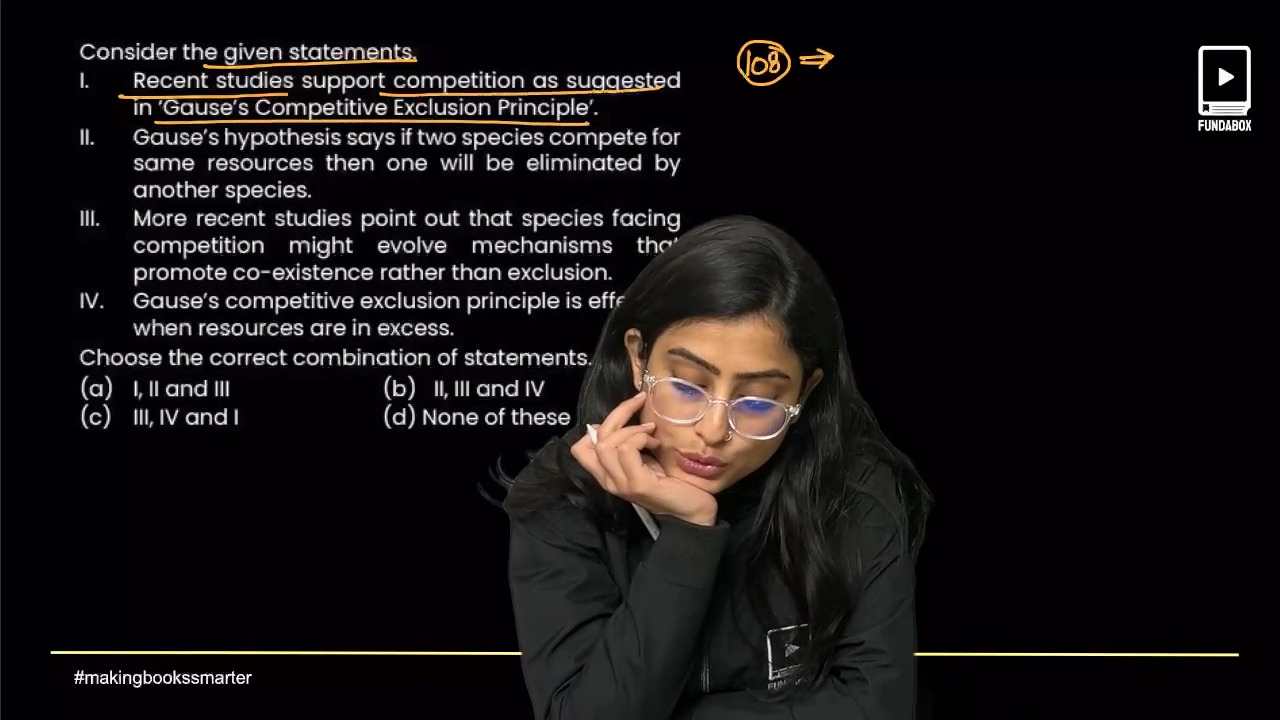 Consider the given statements.
108
I. Recent studies support competition as suggested
in 'Gause's Competitive Exclusion Principle'.
II. Gause's hypothesis says if two species compete for
same resources then one will be eliminated by
another species.
III. More recent studies point out that species facing
competition might evolve mechanisms that
promote co-existence rather than exclusion.
IV. Gause's competitive exclusion principle is
when resources are in excess.
Choose the correct combination of statements.
(a) I, II and III (b) II, III and IV
(c) III, IV and I (d) None of these
FUNDABOX
#makingbookssmarter